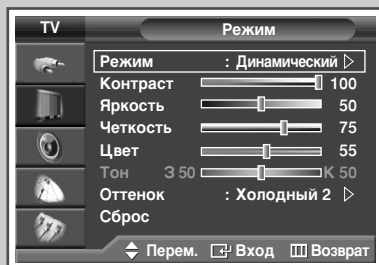 TV Режим
Режим : Динамический
Контраст 100
Яркость 50
Четкость 75
Цвет 55
Тон З 50 К 50
Оттенок : Холодный 2
Сброс
Перем. Вход Возврат